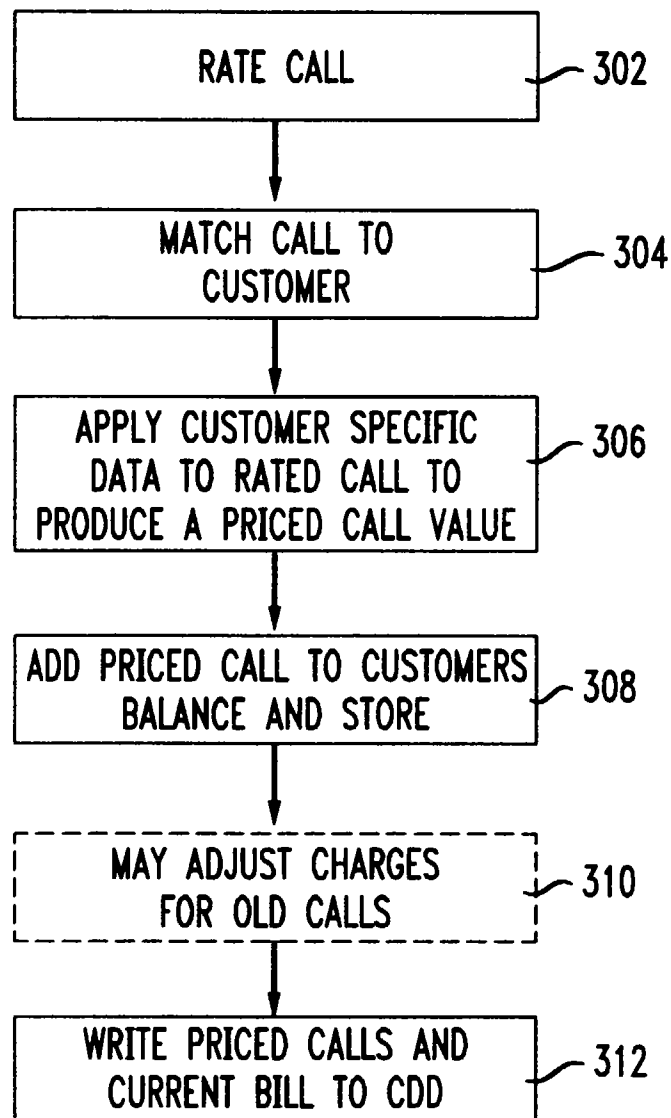 RATE CALL
302
MATCH CALL TO
CUSTOMER
304
APPLY CUSTOMER SPECIFIC
DATA TO RATED CALL TO
PRODUCE A PRICED CALL VALUE
306
ADD PRICED CALL TO CUSTOMERS
BALANCE AND STORE
308
MAY ADJUST CHARGES
FOR OLD CALLS
310
WRITE PRICED CALLS AND
CURRENT BILL TO CDD
312